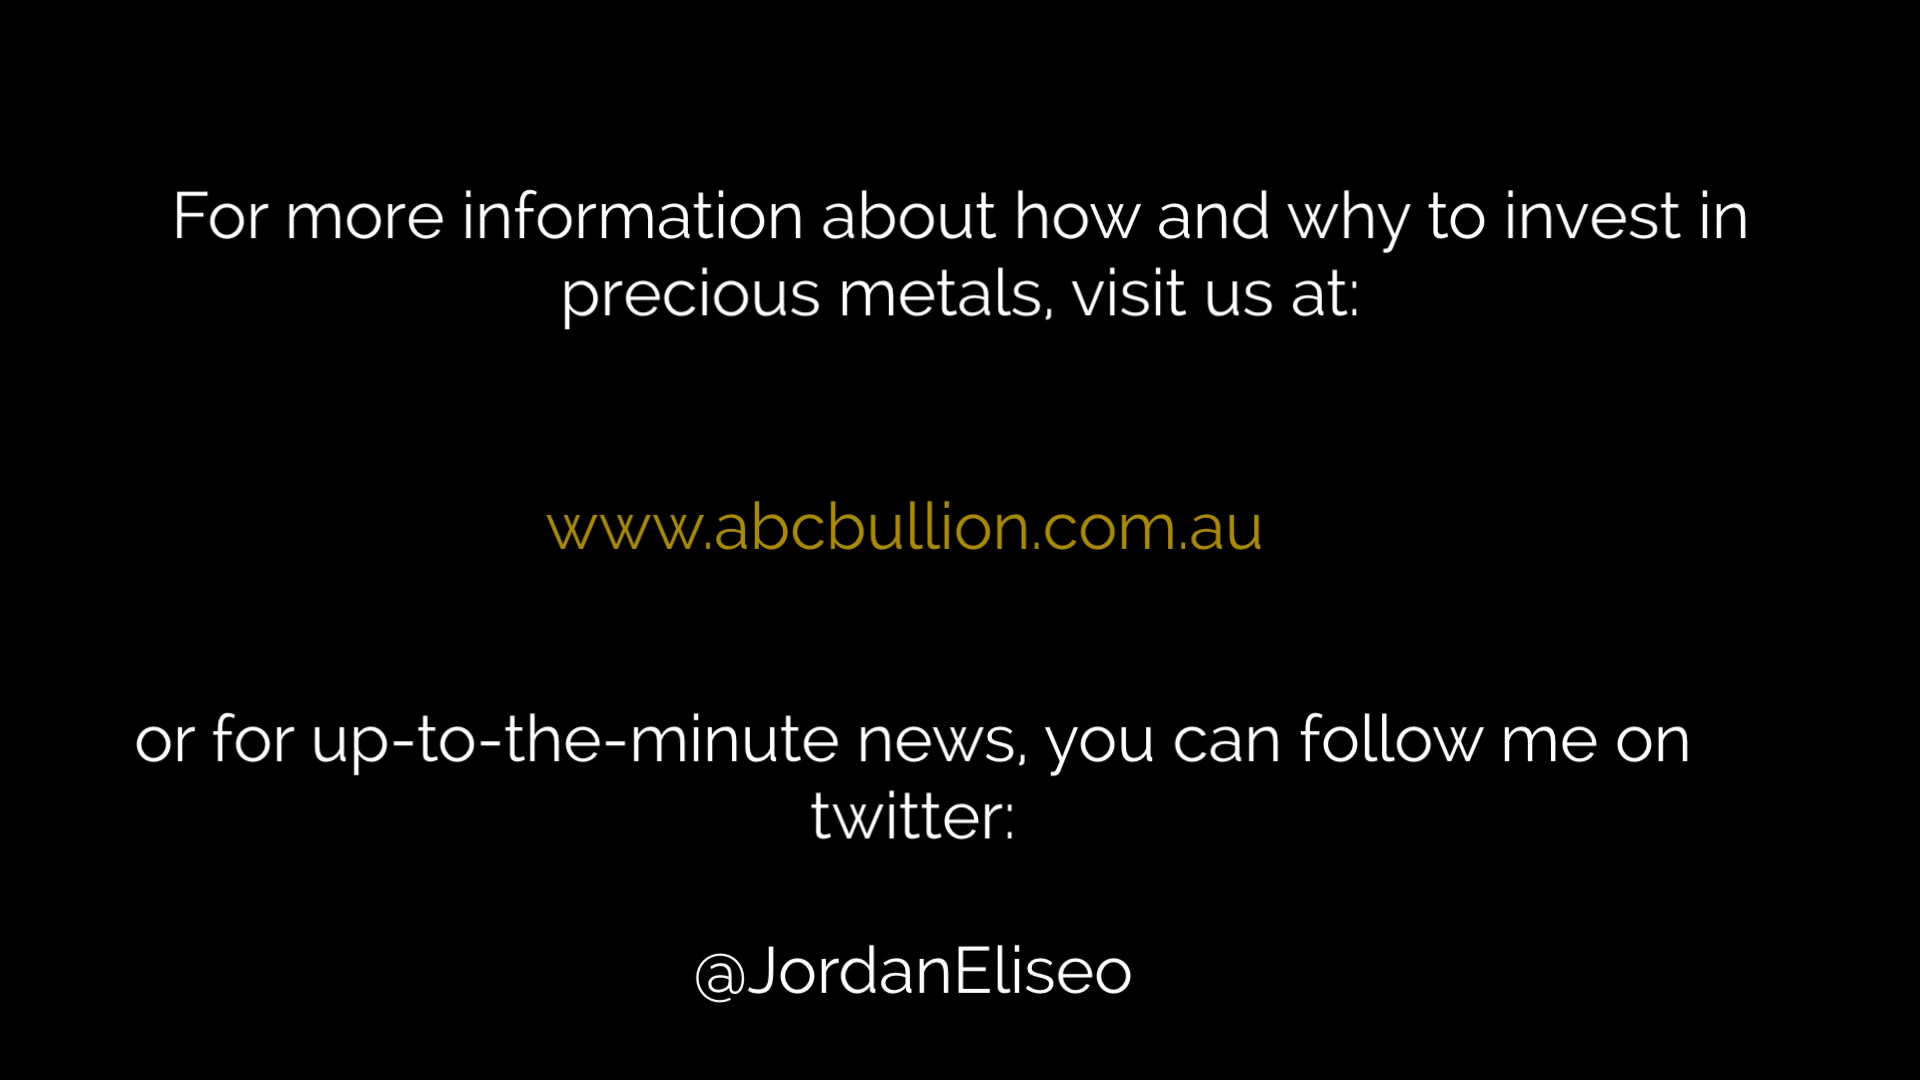 For more information about how and why to invest in
precious metals, visit us at:
www.abcbullion.com.au
or for up-to-the-minute news, you can follow me on
twitter:
@JordanEliseo